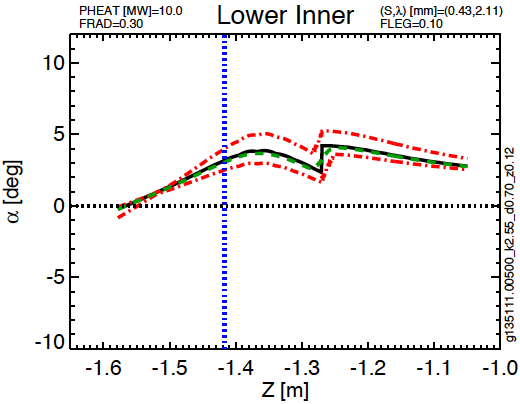 PHEAT [MW]=10.0
FRAD=0.30
Lower Inner
(S,λ) [mm]=(0.43,2.11)
FLEG=0.10
10
5
0
-5
-10
α [deg]
-1.6 -1.5 -1.4 -1.3 -1.2 -1.1 -1.0
Z [m]
g135111.00500_k2.55_d0.70_z0.12